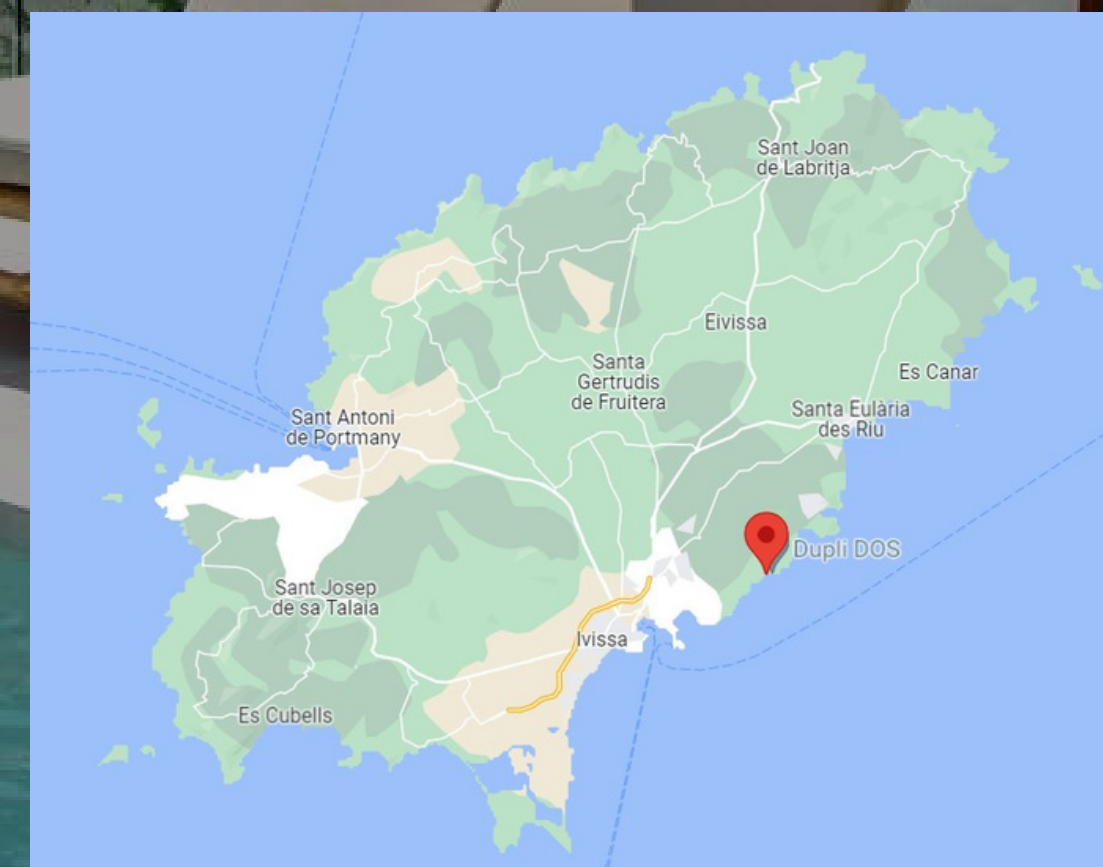 Sant Joan
de Labritja
Eivissa
Santa
Gertrudis
de Fruitera
Es Canar
Santa Eulària
des Riu
Sant Antoni
de Portmany
Dupli DOS
Sant Josep
de sa Talaia
Ivissa
Es Cubells